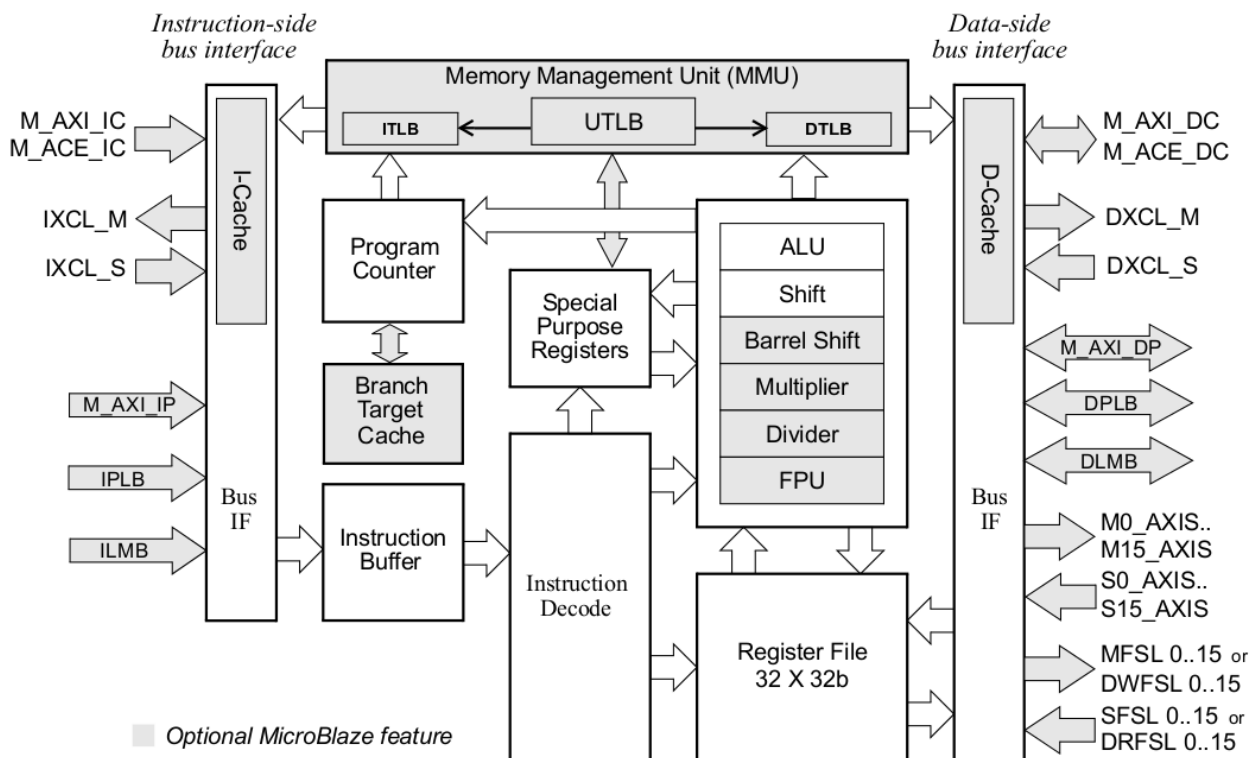 Instruction-side
bus interface
Data-side
bus interface
Memory Management Unit (MMU)
ITLB
UTLB
DTLB
M_AXI_IC
M_ACE_IC
IXCL_M
IXCL_S
I-Cache
M_AXI_IP
IPLB
ILMB
Bus
IF
Program
Counter
Branch
Target
Cache
Instruction
Buffer
Special
Purpose
Registers
Instruction
Decode
ALU
Shift
Barrel Shift
Multiplier
Divider
FPU
Register File
32 X 32b
D-Cache
Bus
IF
M_AXI_DC
M_ACE_DC
DXCL_M
DXCL_S
M_AXI_DP
DPLB
DLMB
M0_AXIS..
M15_AXIS
S0_AXIS..
S15_AXIS
MFSL 0..15 or
DWFSL 0..15
SFSL 0..15 or
DRFSL 0..15
Optional MicroBlaze feature